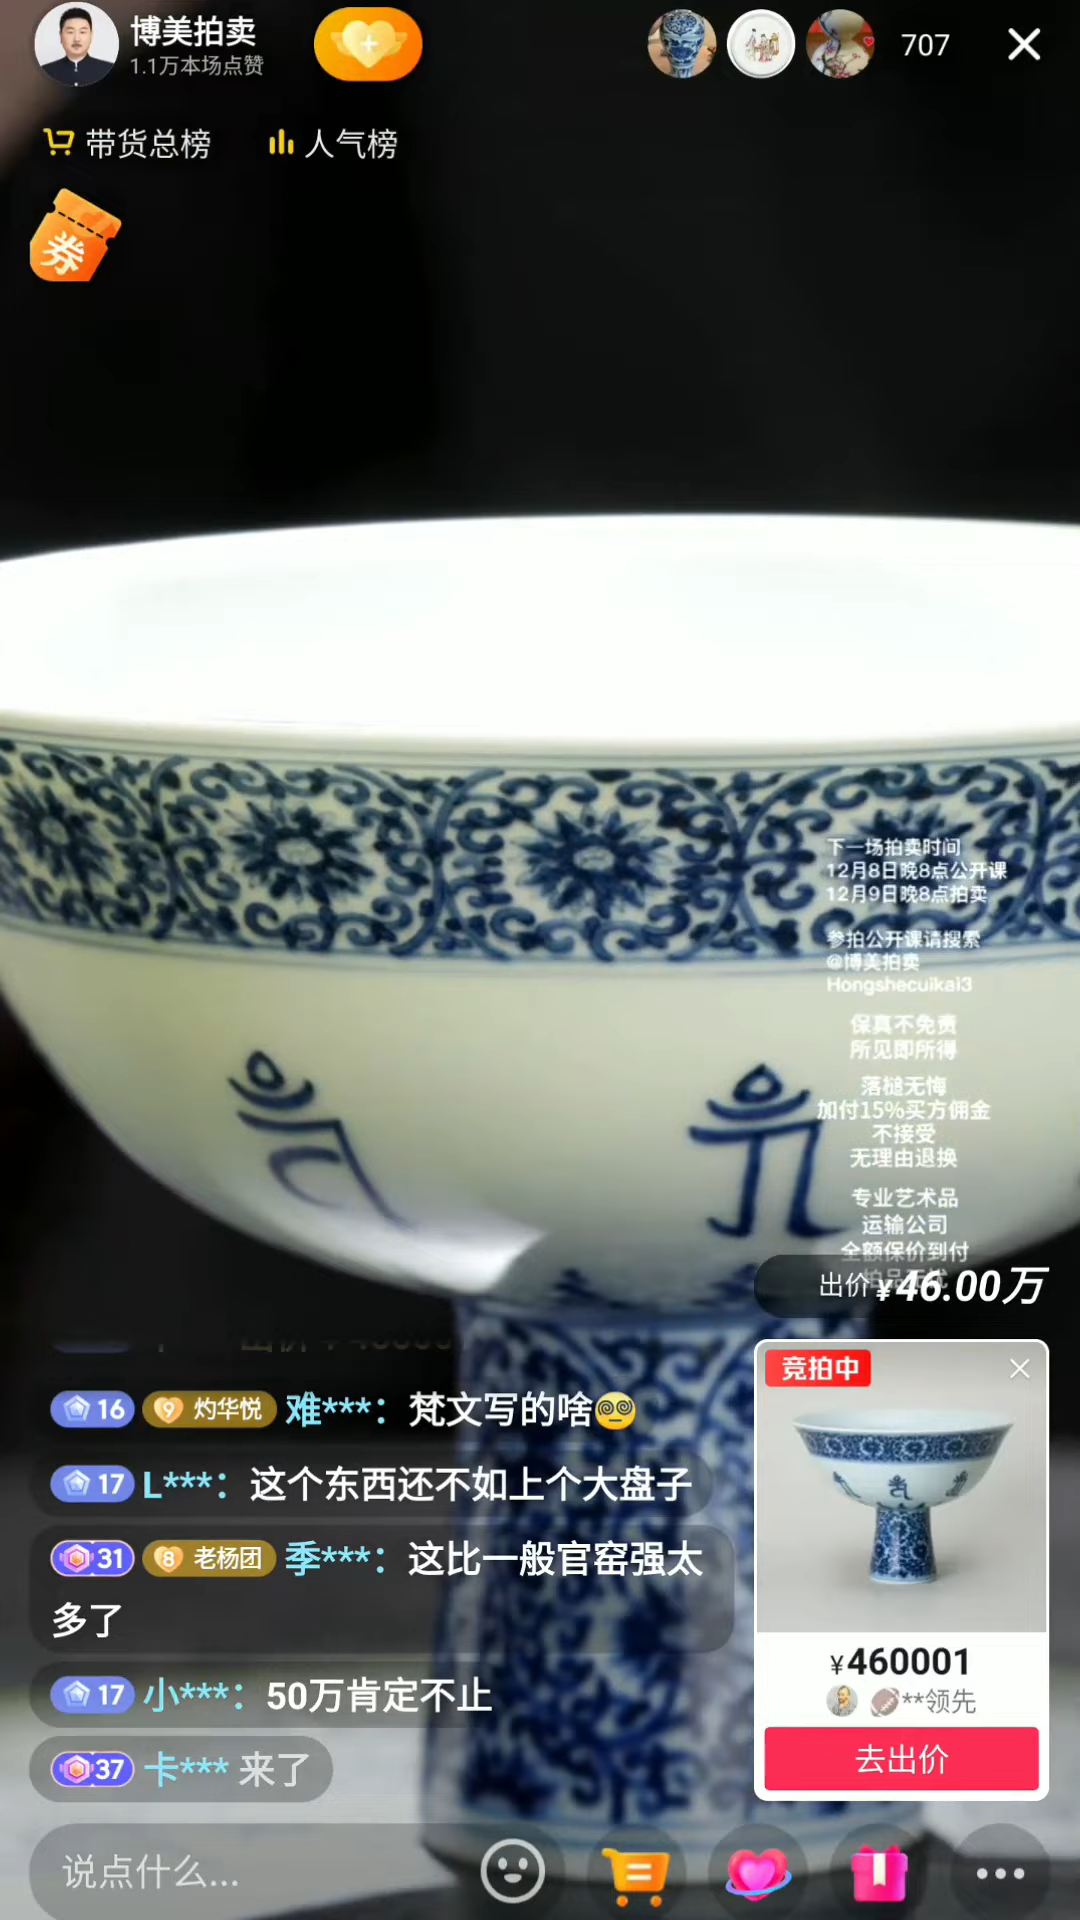 博美拍卖
1.1万本场点赞
707
带货总榜
人气榜
券
下一场拍卖时间
12月8日晚8点公开课
12月9日晚8点拍卖
参拍公开课请搜索
@博美拍卖
Hongshecuikai3
保真不免责
所见即所得
落槌无悔
加付15%买方佣金
不接受
无理由退换
专业艺术品
运输公司
全额保价到付
出价 ¥46.00万
16 9 灼华悦 难***：梵文写的啥😵‍💫
17 L***：这个东西还不如上个大盘子
31 8 老杨团 季***：这比一般官窑强太
多了
17 小***：50万肯定不止
37 卡*** 来了
竞拍中
¥460001
🏈**领先
去出价
说点什么...